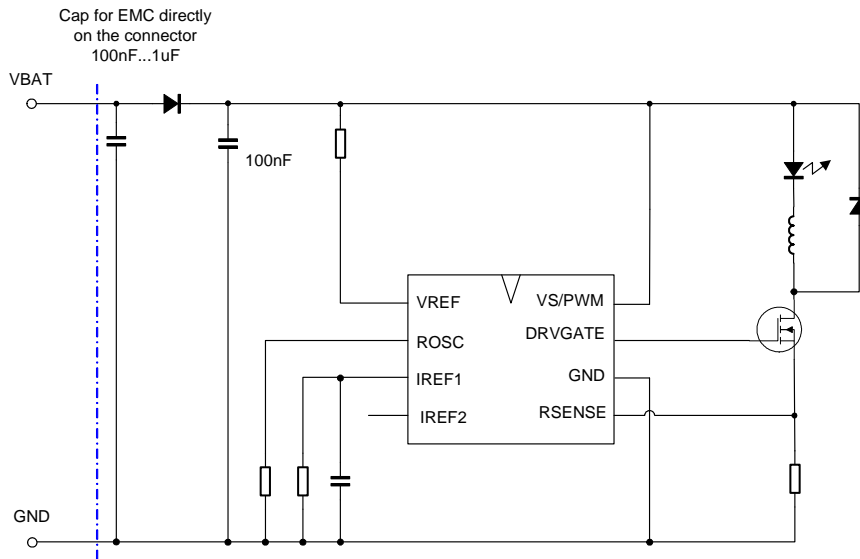 Cap for EMC directly
on the connector
100nF...1uF
VBAT
100nF
VREF
VS/PWM
ROSC
DRVGATE
IREF1
GND
IREF2
RSENSE
GND